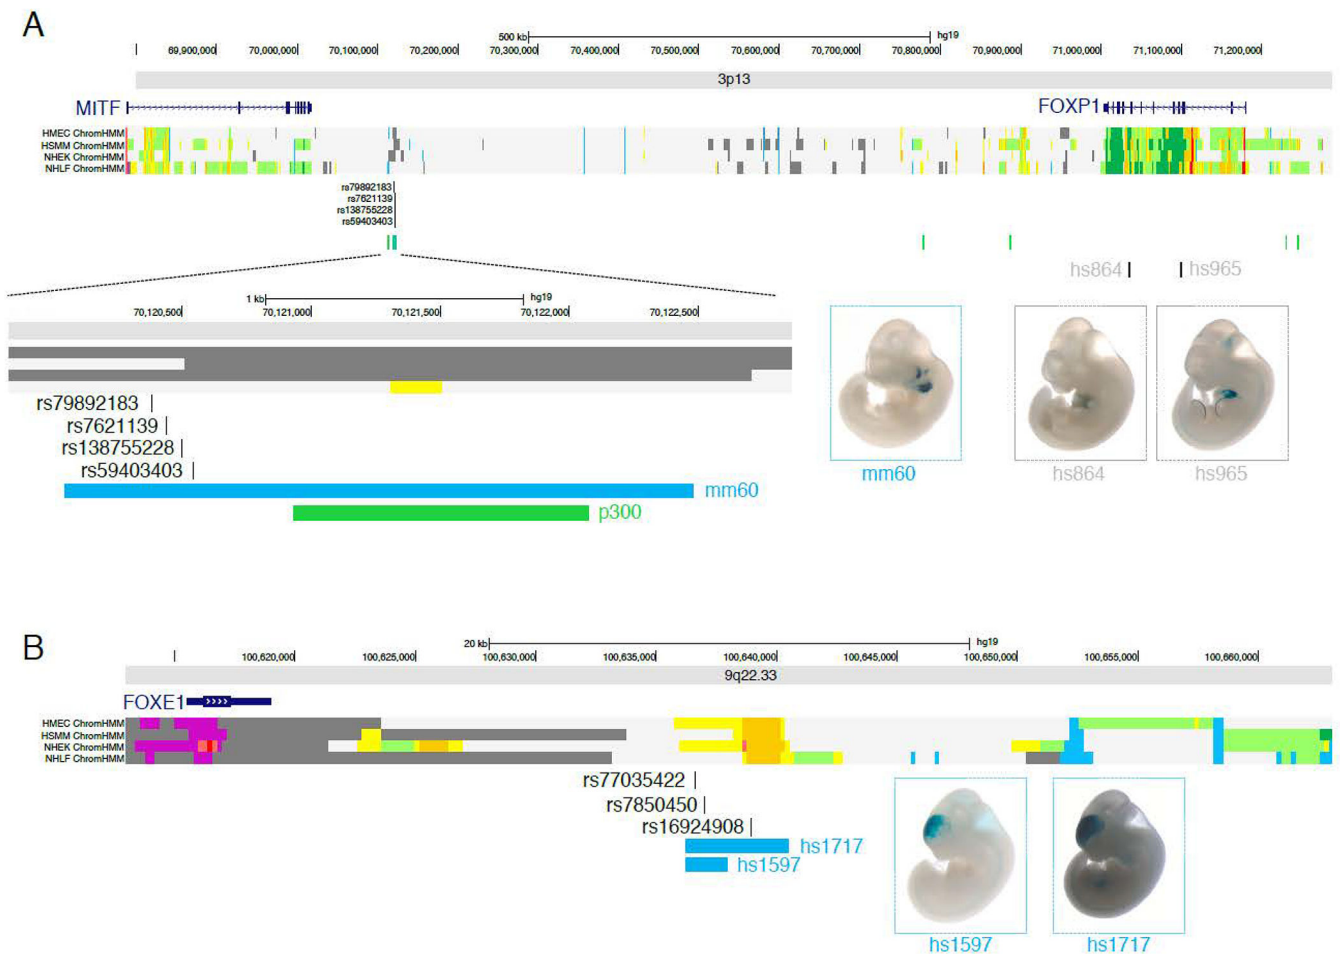 A
500 kb hg19
69,900,000 70,000,000 70,100,000 70,200,000 70,300,000 70,400,000 70,500,000 70,600,000 70,700,000 70,800,000 70,900,000 71,000,000 71,100,000 71,200,000
3p13
MITF FOXP1
HMEC ChromHMM
HSMM ChromHMM
NHEK ChromHMM
NHLF ChromHMM
rs79892183
rs7621139
rs138755228
rs59403403
hs864 hs965
1 kb hg19
70,120,500 70,121,000 70,121,500 70,122,000 70,122,500
rs79892183
rs7621139
rs138755228
rs59403403
mm60 hs864 hs965
mm60
p300
B
20 kb hg19
100,620,000 100,625,000 100,630,000 100,635,000 100,640,000 100,645,000 100,650,000 100,655,000 100,660,000
9q22.33
FOXE1
HMEC ChromHMM
HSMM ChromHMM
NHEK ChromHMM
NHLF ChromHMM
rs77035422
rs7850450
rs16924908
hs1717
hs1597
hs1597 hs1717